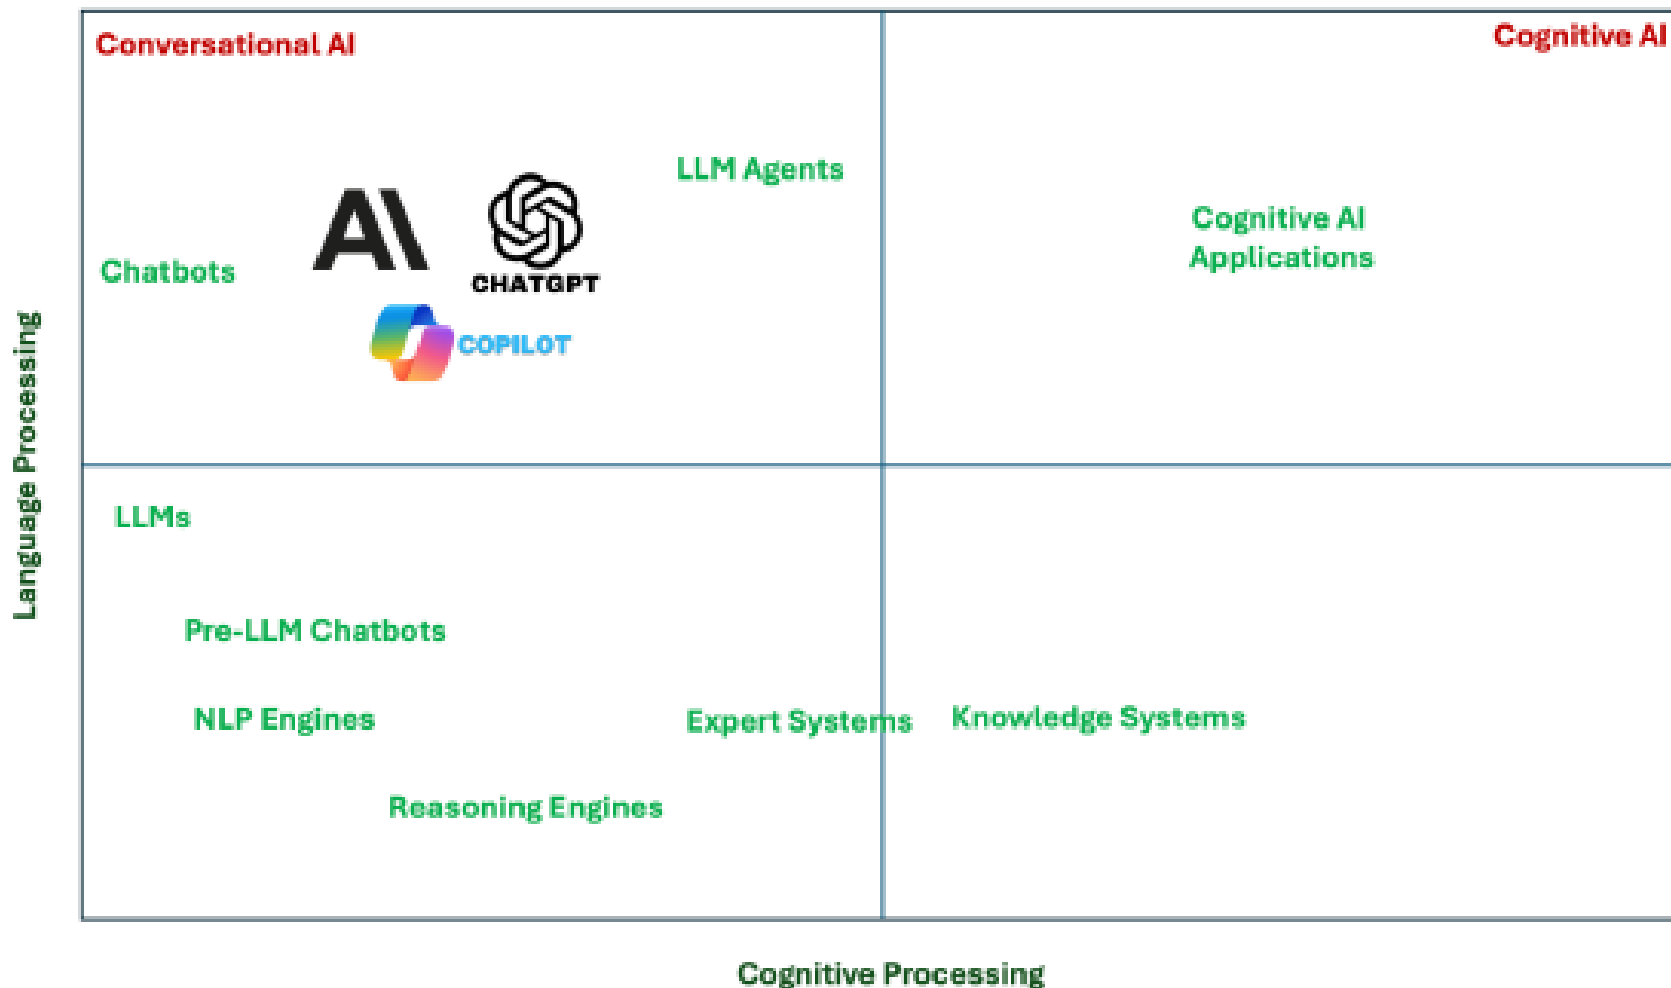 Conversational AI
Cognitive AI
LLM Agents
Cognitive AI
Applications
AI
CHATGPT
Chatbots
COPILOT
Language Processing
LLMs
Pre-LLM Chatbots
NLP Engines
Expert Systems
Knowledge Systems
Reasoning Engines
Cognitive Processing